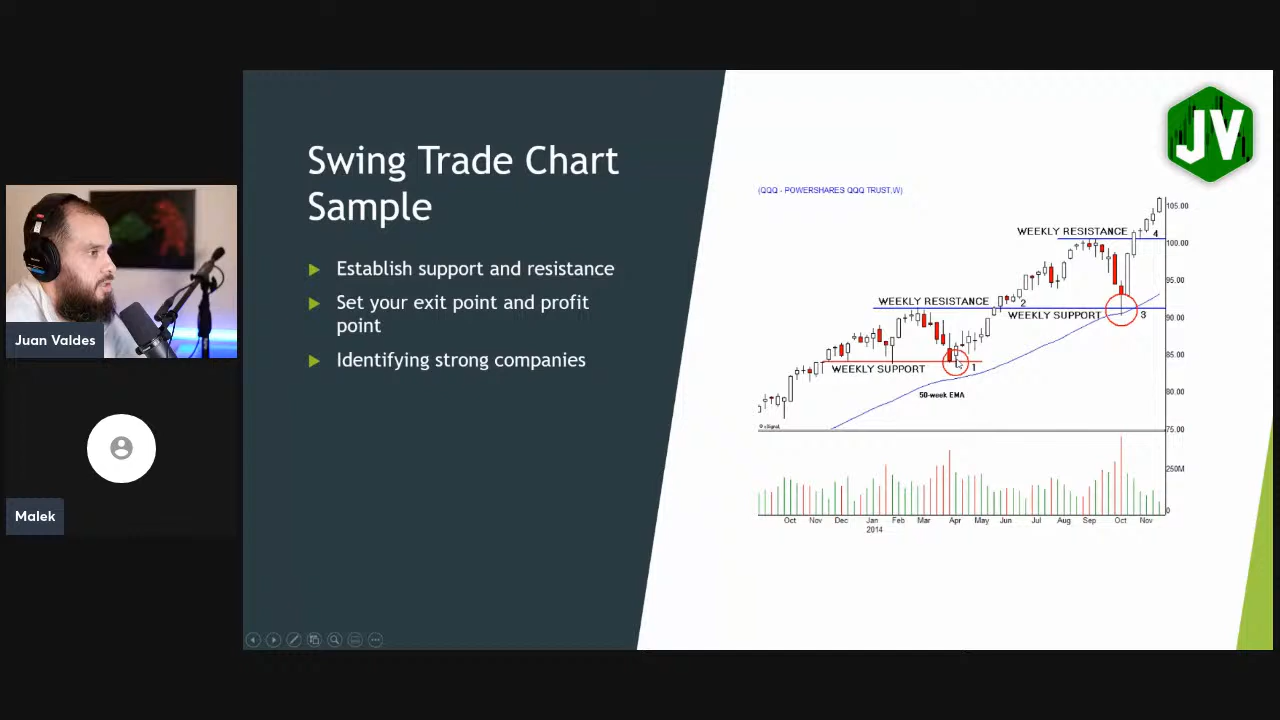 Swing Trade Chart
Sample
Establish support and resistance
Set your exit point and profit
point
Identifying strong companies
Juan Valdes
Malek
JV
(QQQ - POWERSHARES QQQ TRUST,W)
105.00
WEEKLY RESISTANCE
4
100.00
95.00
WEEKLY RESISTANCE
2
WEEKLY SUPPORT
3
90.00
85.00
WEEKLY SUPPORT
1
50-week EMA
80.00
75.00
250M
0
Oct Nov Dec Jan Feb Mar Apr May Jun Jul Aug Sep Oct Nov
2014